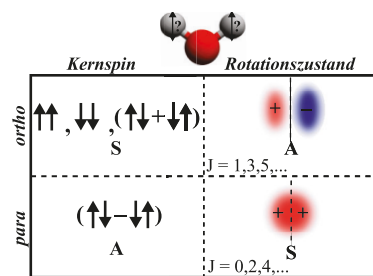 ? ?
Kernspin Rotationszustand
ortho
↑↑ , ↓↓ , (↑↓+↓↑)
S
+ −
A
J = 1,3,5,...
para
(↑↓−↓↑)
A
+ +
S
J = 0,2,4,...